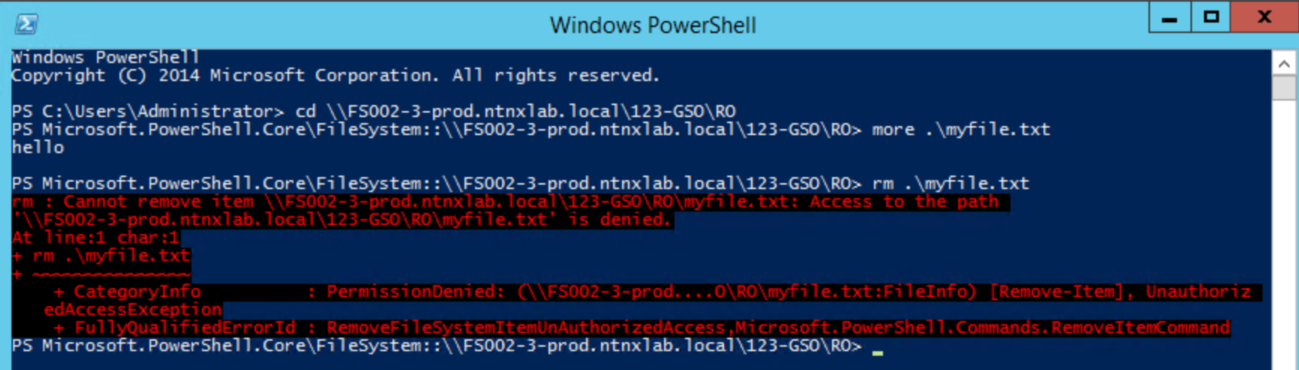 Windows PowerShell
Windows PowerShell
Copyright (C) 2014 Microsoft Corporation. All rights reserved.
PS C:\Users\Administrator> cd \\FS002-3-prod.ntnxlab.local\123-GSO\RO
PS Microsoft.PowerShell.Core\FileSystem::\\FS002-3-prod.ntnxlab.local\123-GSO\RO> more .\myfile.txt
hello
PS Microsoft.PowerShell.Core\FileSystem::\\FS002-3-prod.ntnxlab.local\123-GSO\RO> rm .\myfile.txt
rm : Cannot remove item \\FS002-3-prod.ntnxlab.local\123-GSO\RO\myfile.txt: Access to the path
'\\FS002-3-prod.ntnxlab.local\123-GSO\RO\myfile.txt' is denied.
At line:1 char:1
+ rm .\myfile.txt
+ ~~~~~~~~~~~~~~~
+ CategoryInfo : PermissionDenied: (\\FS002-3-prod....O\RO\myfile.txt:FileInfo) [Remove-Item], Unauthoriz
edAccessException
+ FullyQualifiedErrorId : RemoveFileSystemItemUnAuthorizedAccess,Microsoft.PowerShell.Commands.RemoveItemCommand
PS Microsoft.PowerShell.Core\FileSystem::\\FS002-3-prod.ntnxlab.local\123-GSO\RO>